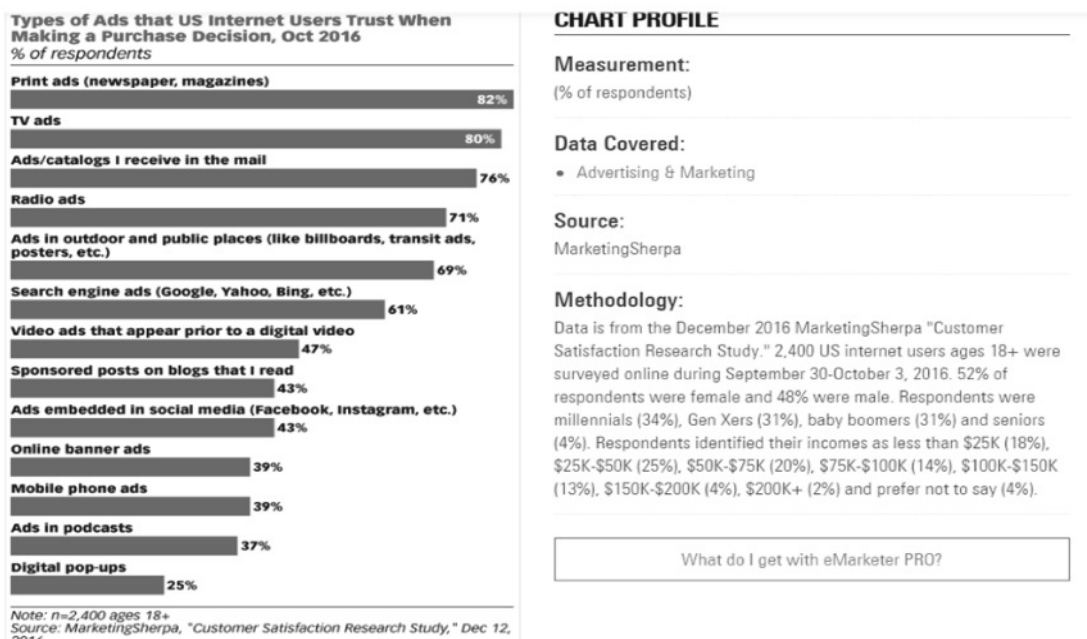 Types of Ads that US Internet Users Trust When
Making a Purchase Decision, Oct 2016
% of respondents
Print ads (newspaper, magazines)
82%
TV ads
80%
Ads/catalogs I receive in the mail
76%
Radio ads
71%
Ads in outdoor and public places (like billboards, transit ads,
posters, etc.)
69%
Search engine ads (Google, Yahoo, Bing, etc.)
61%
Video ads that appear prior to a digital video
47%
Sponsored posts on blogs that I read
43%
Ads embedded in social media (Facebook, Instagram, etc.)
43%
Online banner ads
39%
Mobile phone ads
39%
Ads in podcasts
37%
Digital pop-ups
25%
Note: n=2,400 ages 18+
Source: MarketingSherpa, "Customer Satisfaction Research Study," Dec 12,
2016
CHART PROFILE
Measurement:
(% of respondents)
Data Covered:
• Advertising & Marketing
Source:
MarketingSherpa
Methodology:
Data is from the December 2016 MarketingSherpa "Customer
Satisfaction Research Study." 2,400 US internet users ages 18+ were
surveyed online during September 30-October 3, 2016. 52% of
respondents were female and 48% were male. Respondents were
millennials (34%), Gen Xers (31%), baby boomers (31%) and seniors
(4%). Respondents identified their incomes as less than $25K (18%),
$25K-$50K (25%), $50K-$75K (20%), $75K-$100K (14%), $100K-$150K
(13%), $150K-$200K (4%), $200K+ (2%) and prefer not to say (4%).
What do I get with eMarketer PRO?